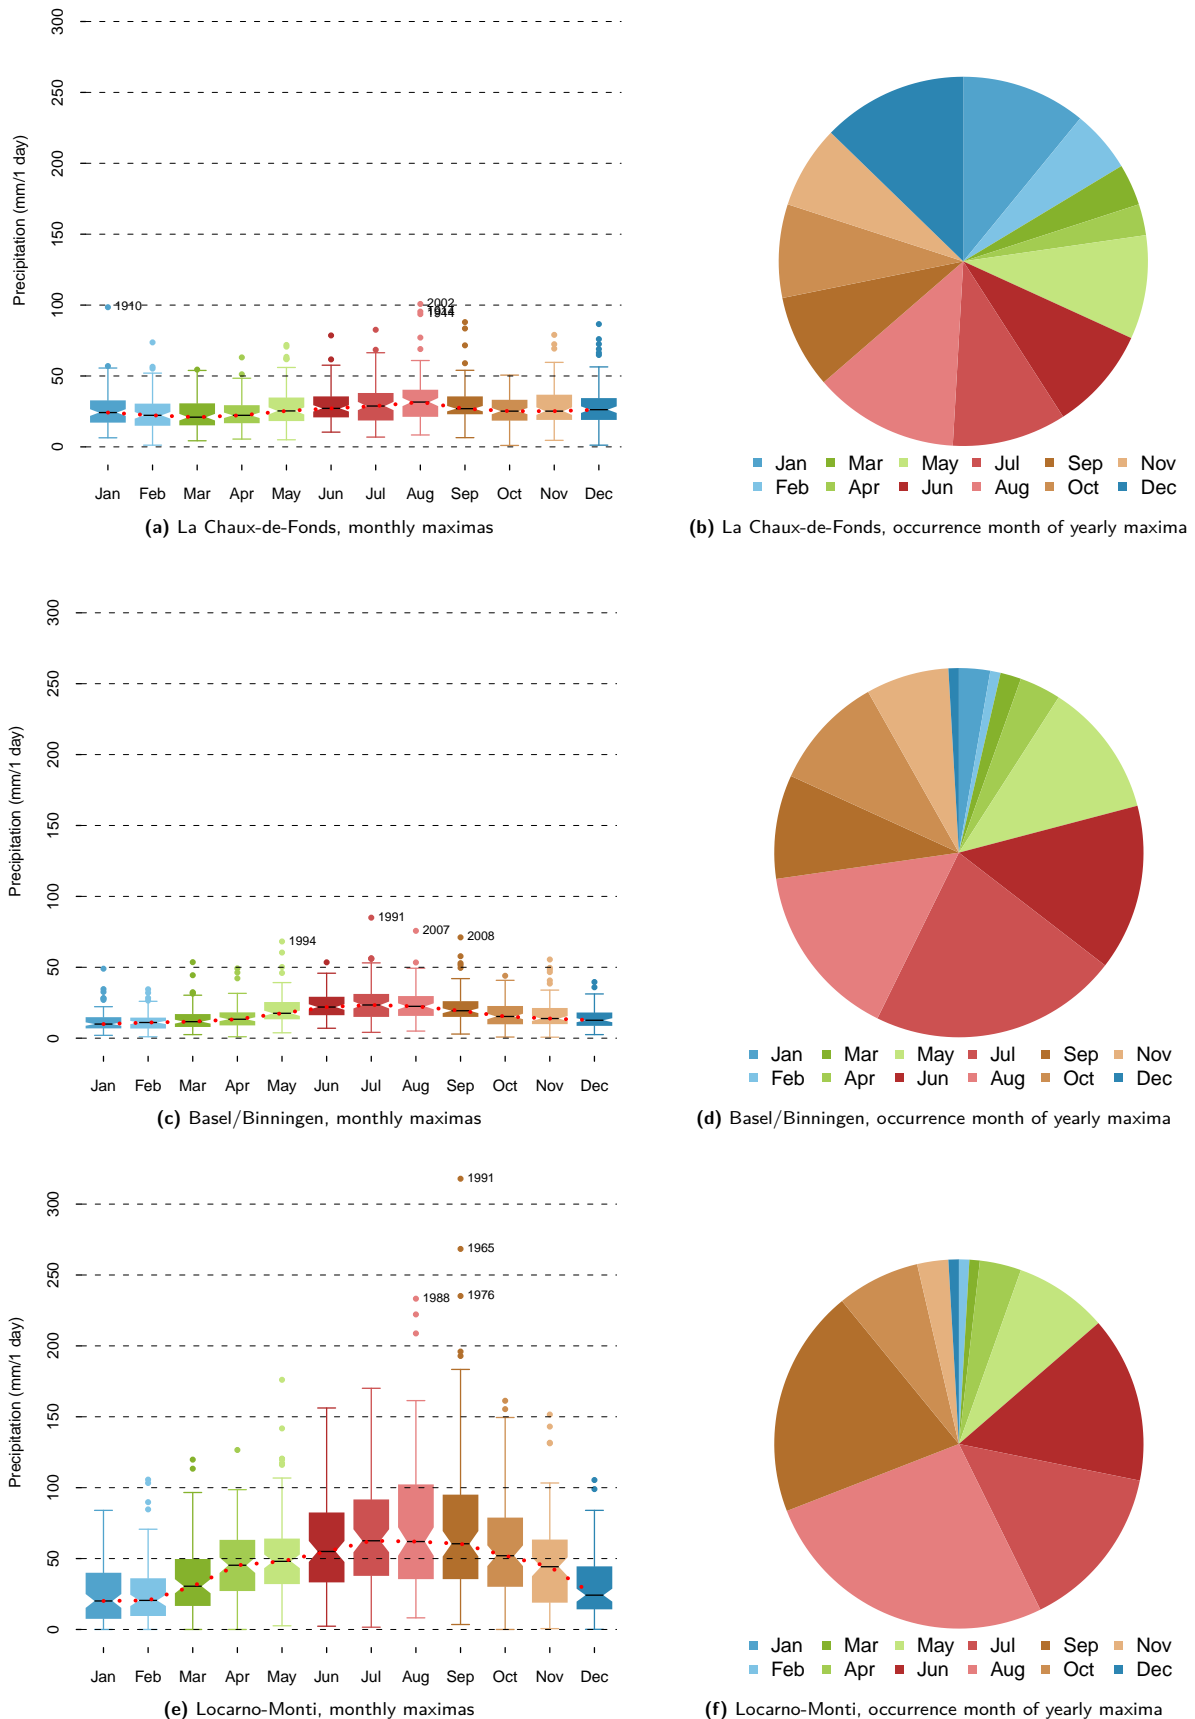 300
250
200
150
100
50
0
Precipitation (mm/1 day)
1910
2002
1944
Jan Feb Mar Apr May Jun Jul Aug Sep Oct Nov Dec
(a) La Chaux-de-Fonds, monthly maximas
Jan Mar May Jul Sep Nov
Feb Apr Jun Aug Oct Dec
(b) La Chaux-de-Fonds, occurrence month of yearly maxima
300
250
200
150
100
50
0
Precipitation (mm/1 day)
1994
1991
2007
2008
Jan Feb Mar Apr May Jun Jul Aug Sep Oct Nov Dec
(c) Basel/Binningen, monthly maximas
Jan Mar May Jul Sep Nov
Feb Apr Jun Aug Oct Dec
(d) Basel/Binningen, occurrence month of yearly maxima
300
250
200
150
100
50
0
Precipitation (mm/1 day)
1991
1965
1976
1988
Jan Feb Mar Apr May Jun Jul Aug Sep Oct Nov Dec
(e) Locarno-Monti, monthly maximas
Jan Mar May Jul Sep Nov
Feb Apr Jun Aug Oct Dec
(f) Locarno-Monti, occurrence month of yearly maxima